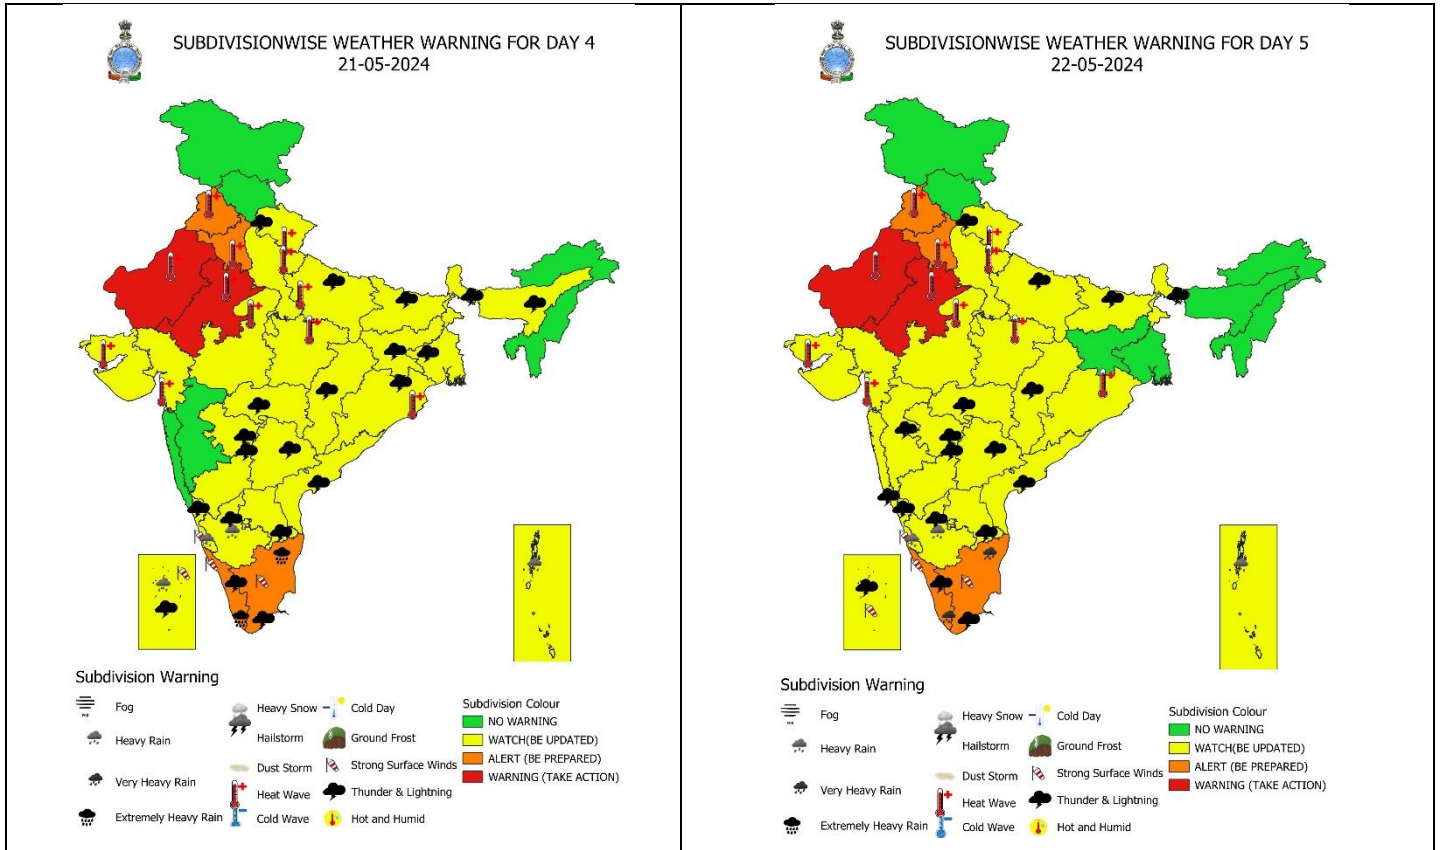 SUBDIVISIONWISE WEATHER WARNING FOR DAY 4
21-05-2024
Subdivision Warning
Fog
Heavy Rain
Very Heavy Rain
Extremely Heavy Rain
Heavy Snow
Hailstorm
Dust Storm
Heat Wave
Cold Wave
Cold Day
Ground Frost
Strong Surface Winds
Thunder & Lightning
Hot and Humid
Subdivision Colour
NO WARNING
WATCH(BE UPDATED)
ALERT (BE PREPARED)
WARNING (TAKE ACTION)
SUBDIVISIONWISE WEATHER WARNING FOR DAY 5
22-05-2024
Subdivision Warning
Fog
Heavy Rain
Very Heavy Rain
Extremely Heavy Rain
Heavy Snow
Hailstorm
Dust Storm
Heat Wave
Cold Wave
Cold Day
Ground Frost
Strong Surface Winds
Thunder & Lightning
Hot and Humid
Subdivision Colour
NO WARNING
WATCH(BE UPDATED)
ALERT (BE PREPARED)
WARNING (TAKE ACTION)